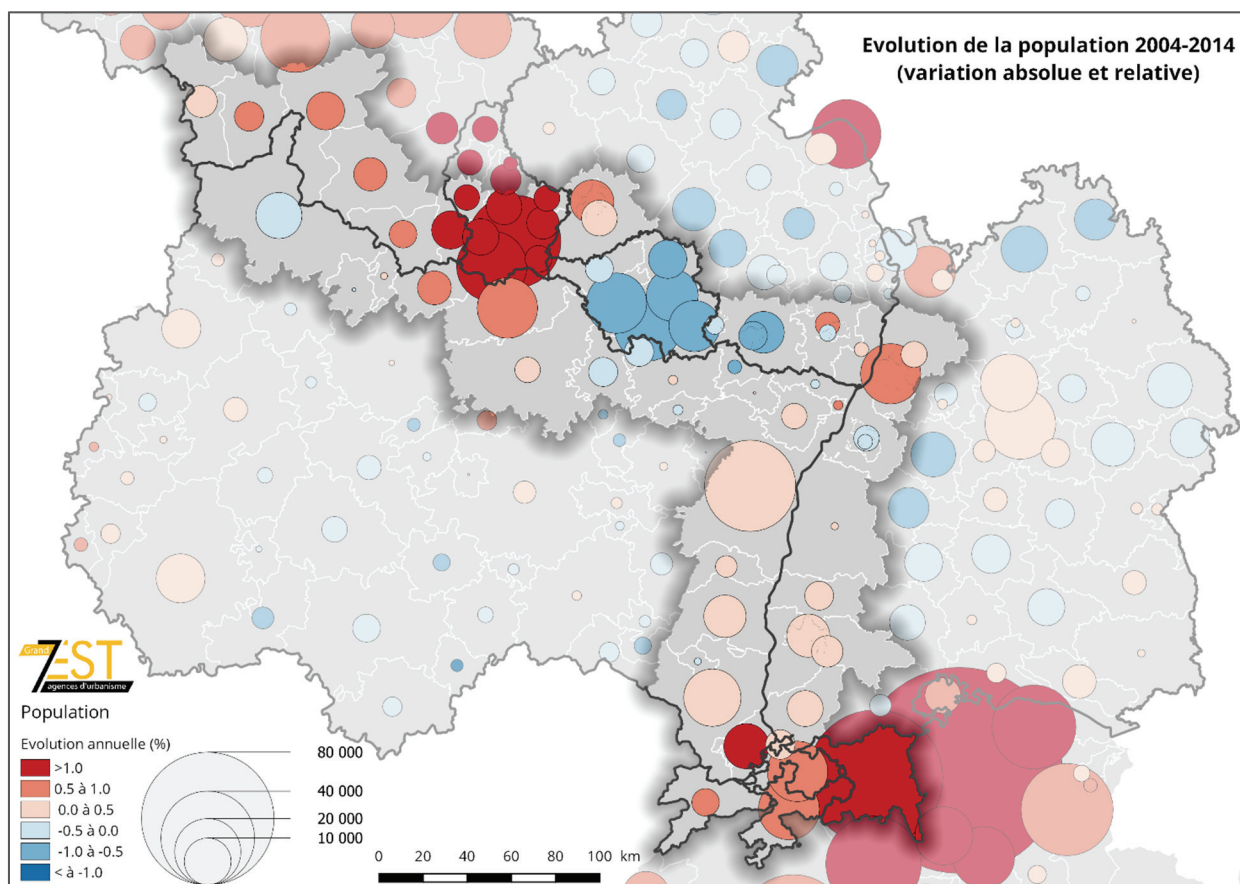 Evolution de la population 2004-2014
(variation absolue et relative)
Grand
7EST
agences d'urbanisme
Population
Evolution annuelle (%)
>1.0
0.5 à 1.0
0.0 à 0.5
-0.5 à 0.0
-1.0 à -0.5
< à -1.0
80 000
40 000
20 000
10 000
0 20 40 60 80 100 km